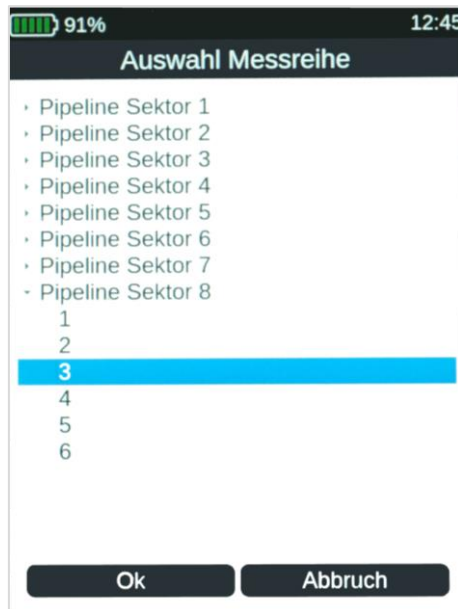 91% 12:45
Auswahl Messreihe
Pipeline Sektor 1
Pipeline Sektor 2
Pipeline Sektor 3
Pipeline Sektor 4
Pipeline Sektor 5
Pipeline Sektor 6
Pipeline Sektor 7
Pipeline Sektor 8
1
2
3
4
5
6
Ok Abbruch